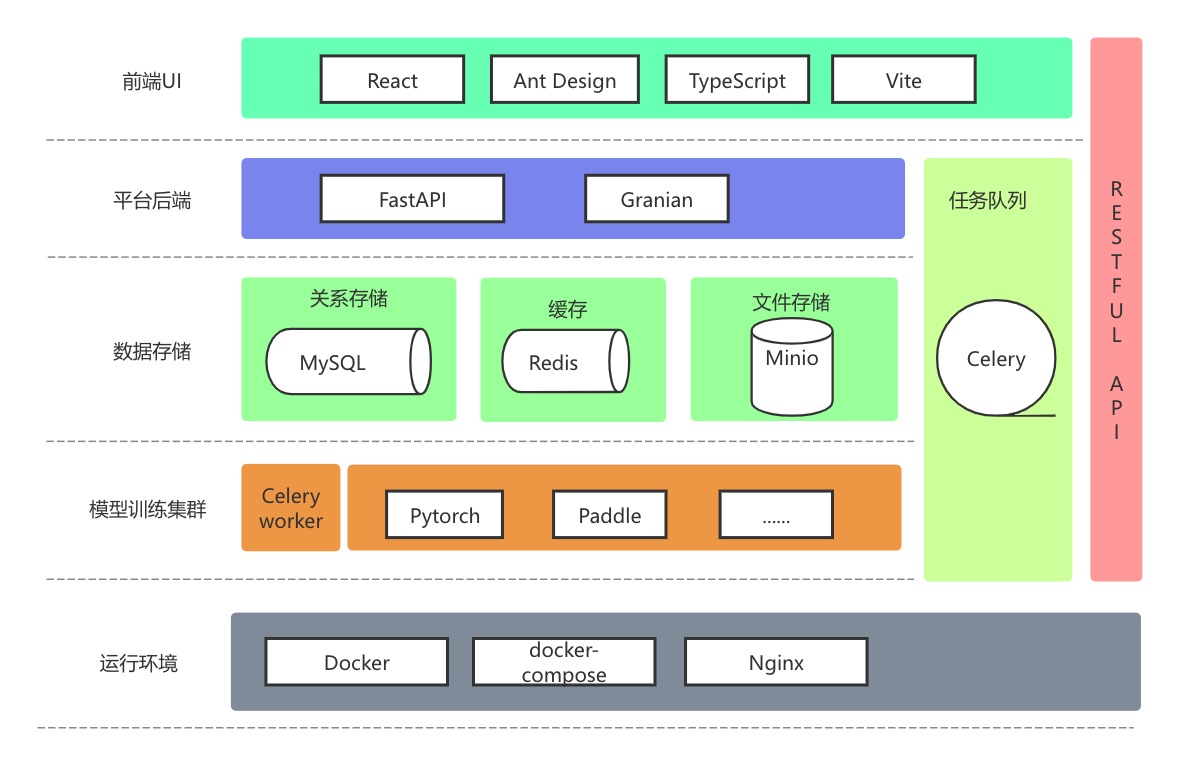 前端UI
React
Ant Design
TypeScript
Vite
平台后端
FastAPI
Granian
任务队列
数据存储
关系存储
MySQL
缓存
Redis
文件存储
Minio
Celery
模型训练集群
Celery
worker
Pytorch
Paddle
......
运行环境
Docker
docker-
compose
Nginx
RESTFUL API